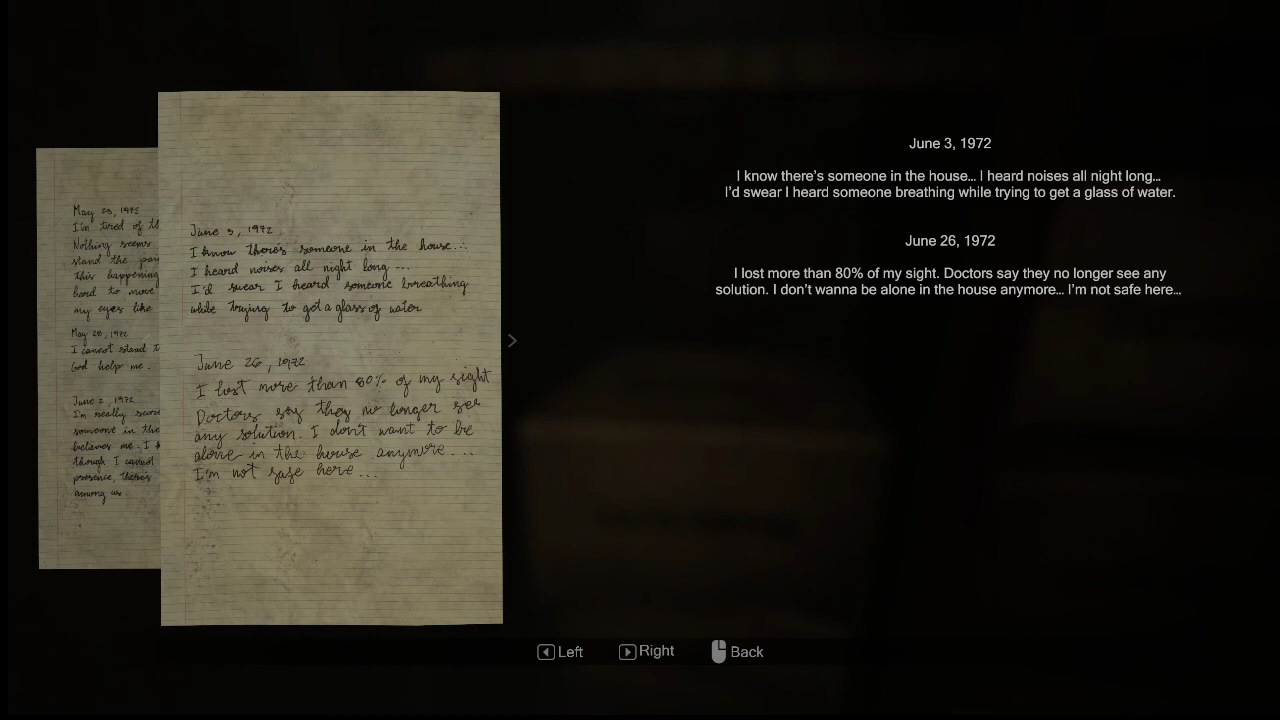 May 23, 1972
I'm tired of th
Nothing seems
stand the pay
this happening
hard to move
my eyes like
May 28, 1972
I cannot stand t
God help me.
June 2, 1972
I'm really scare
someone in the
believes me. I
though I cannot
presence, there's
among us.
June 3, 1972
I know there's someone in the house...
I heard noises all night long ...
I'd swear I heard someone breathing
while trying to get a glass of water
June 26, 1972
I lost more than 80% of my sight
Doctors say they no longer see
any solution. I don't want to be
alone in the house anymore....
I'm not safe here ...
June 3, 1972
I know there's someone in the house... I heard noises all night long...
I'd swear I heard someone breathing while trying to get a glass of water.
June 26, 1972
I lost more than 80% of my sight. Doctors say they no longer see any
solution. I don't wanna be alone in the house anymore... I'm not safe here...
Left
Right
Back